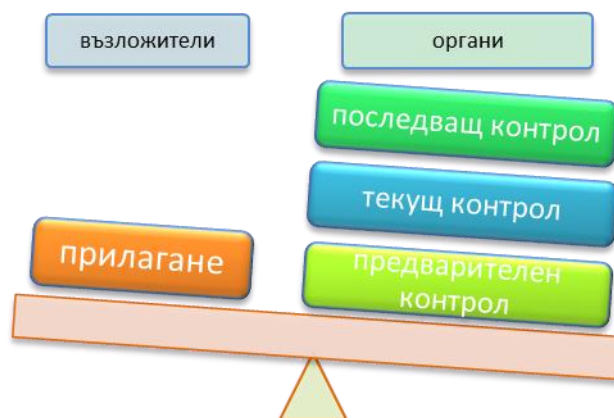 възложители
органи
последващ контрол
текущ контрол
прилагане
предварителен
контрол